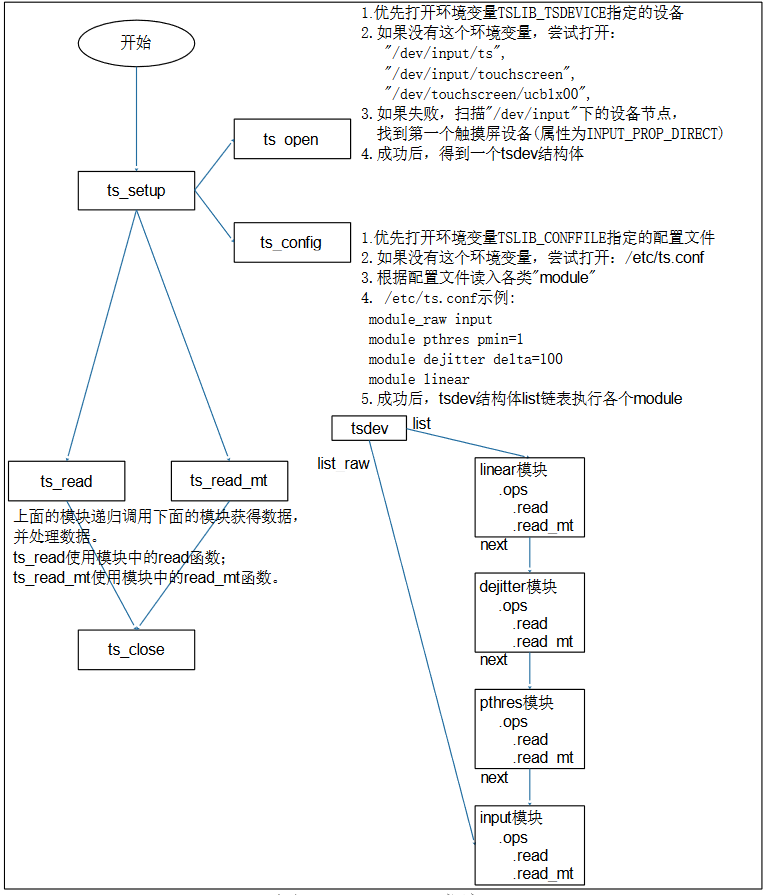 开始
ts_setup
ts_open
1.优先打开环境变量TSLIB_TSDEVICE指定的设备
2.如果没有这个环境变量，尝试打开：
"/dev/input/ts",
"/dev/input/touchscreen",
"/dev/touchscreen/ucb1x00",
3.如果失败，扫描"/dev/input"下的设备节点，
找到第一个触摸屏设备(属性为INPUT_PROP_DIRECT)
4.成功后，得到一个tsdev结构体
ts_config
1.优先打开环境变量TSLIB_CONFFILE指定的配置文件
2.如果没有这个环境变量，尝试打开：/etc/ts.conf
3.根据配置文件读入各类"module"
4. /etc/ts.conf示例:
module_raw input
module pthres pmin=1
module dejitter delta=100
module linear
5.成功后，tsdev结构体list链表执行各个module
ts_read
ts_read_mt
上面的模块递归调用下面的模块获得数据，
并处理数据。
ts_read使用模块中的read函数；
ts_read_mt使用模块中的read_mt函数。
ts_close
tsdev
list
list_raw
linear模块
.ops
.read
.read_mt
next
dejitter模块
.ops
.read
.read_mt
next
pthres模块
.ops
.read
.read_mt
next
input模块
.ops
.read
.read_mt